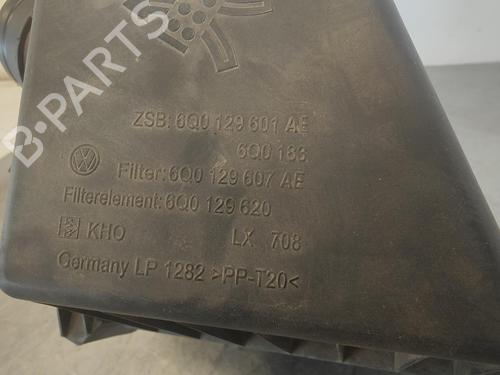 ZSB: 6Q0 129 601 AE
6Q0 183
Filter: 6Q0 129 607 AE
Filterelement: 6Q0 129 620
KHO LX 708
Germany LP 1282 >PP-T20<